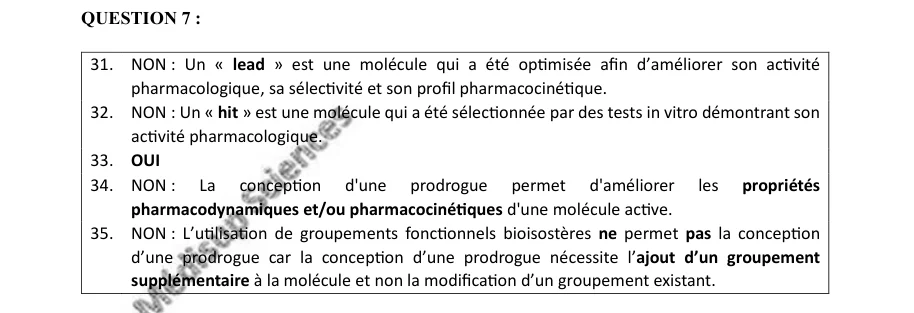 QUESTION 7 :
31. NON : Un « lead » est une molécule qui a été optimisée afin d’améliorer son activité
pharmacologique, sa sélectivité et son profil pharmacocinétique.
32. NON : Un « hit » est une molécule qui a été sélectionnée par des tests in vitro démontrant son
activité pharmacologique.
33. OUI
34. NON : La conception d'une prodrogue permet d'améliorer les propriétés
pharmacodynamiques et/ou pharmacocinétiques d'une molécule active.
35. NON : L’utilisation de groupements fonctionnels bioisostères ne permet pas la conception
d’une prodrogue car la conception d’une prodrogue nécessite l’ajout d’un groupement
supplémentaire à la molécule et non la modification d’un groupement existant.
Médisup Sciences